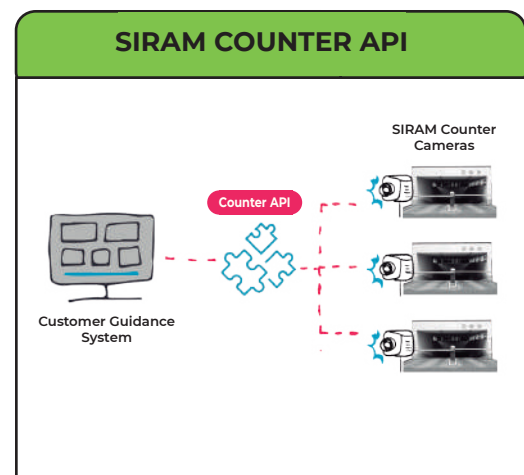 SIRAM COUNTER API
SIRAM Counter
Cameras
Counter API
Customer Guidance
System